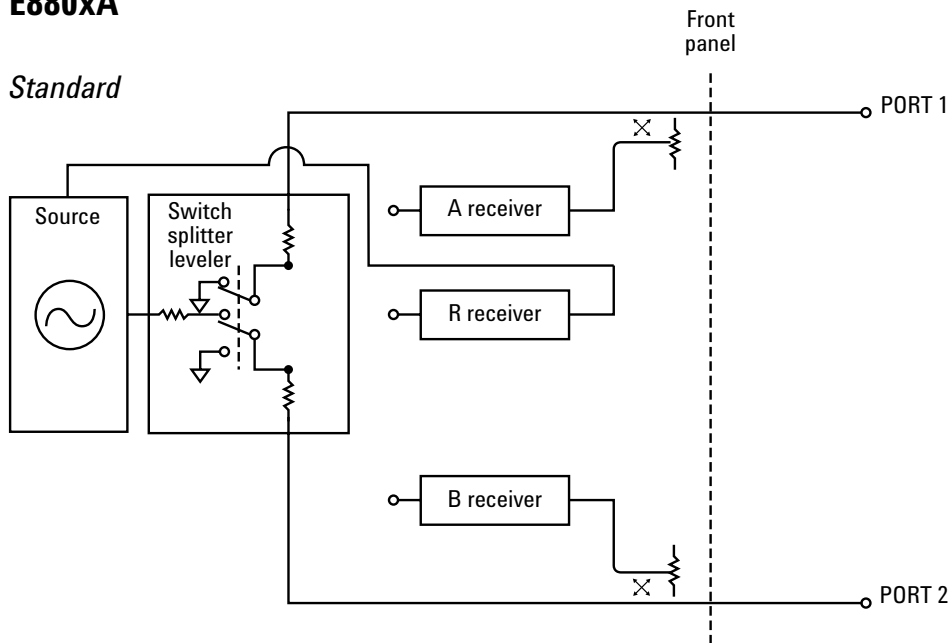 E880xA
Standard
Front
panel
PORT 1
Source
Switch
splitter
leveler
A receiver
R receiver
B receiver
PORT 2